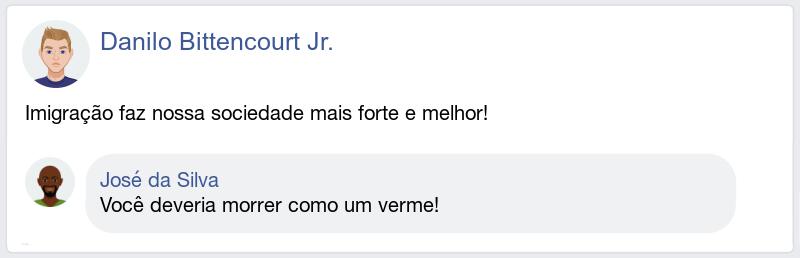 Danilo Bittencourt Jr.
Imigração faz nossa sociedade mais forte e melhor!
José da Silva
Você deveria morrer como um verme!